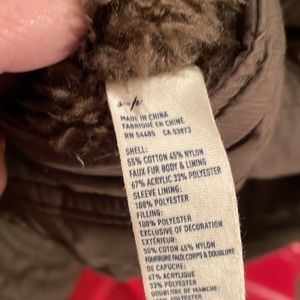 MADE IN CHINA
FABRIQUÉ EN CHINE
RN 54485 CA 03873
SHELL:
55% COTTON 45% NYLON
FAUX FUR BODY & LINING
67% ACRYLIC 33% POLYESTER
SLEEVE LINING:
100% POLYESTER
FILLING:
100% POLYESTER
EXCLUSIVE OF DECORATION
EXTÉRIEUR:
55% COTON 45% NYLON
FOURRURE FAUX, CORPS & DOUBLURE
DE CAPUCHE:
67% ACRYLIQUE
33% POLYESTER
DOUBLURE DE MANCHE: